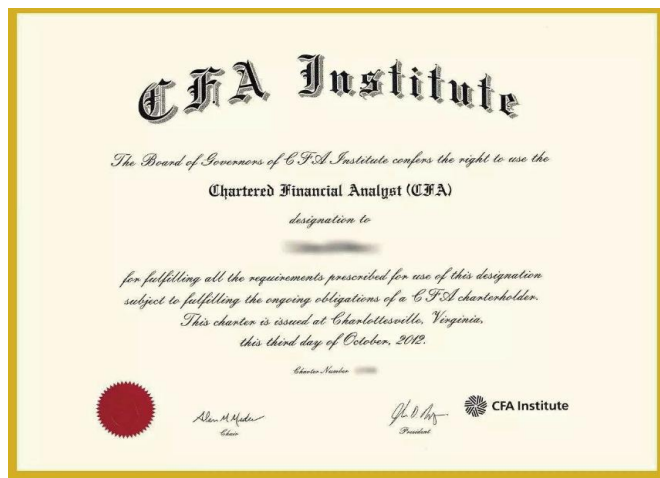 CFA Institute
The Board of Governors of CFA Institute confers the right to use the
Chartered Financial Analyst (CFA)
designation to
for fulfilling all the requirements prescribed for use of this designation
subject to fulfilling the ongoing obligations of a CFA charterholder.
This charter is issued at Charlottesville, Virginia,
this third day of October, 2012.
Charter Number
Chair
President
CFA Institute